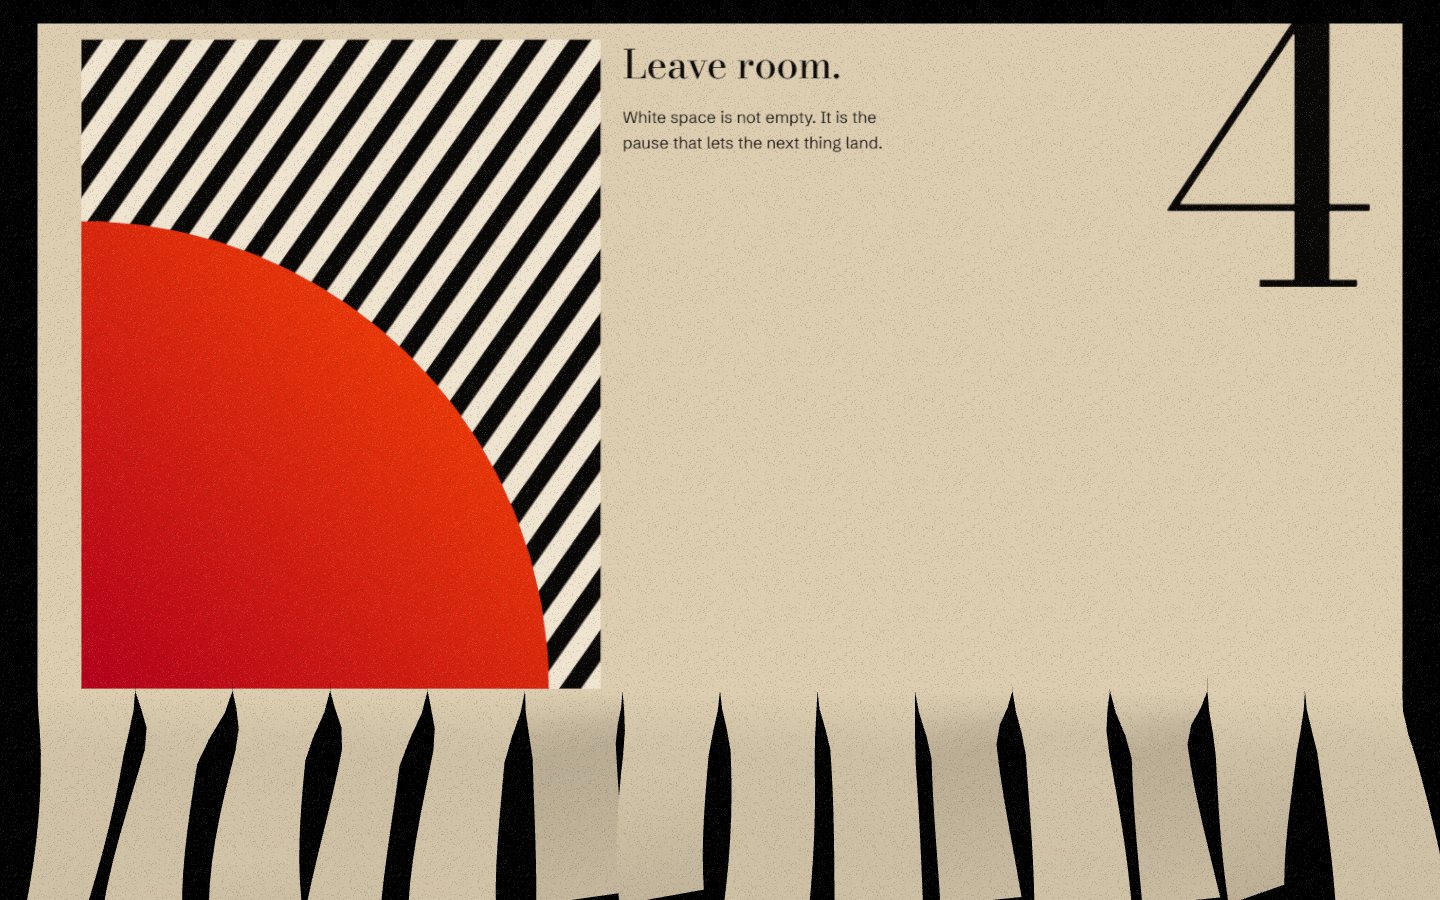 Leave room.
White space is not empty. It is the
pause that lets the next thing land.
4